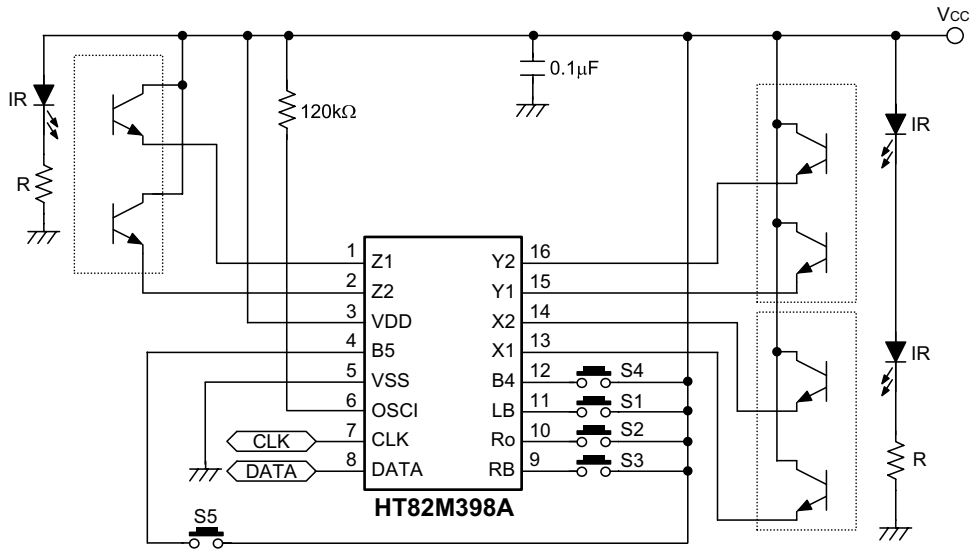 VCC
IR
R
120kΩ
0.1μF
IR
1 Z1 Y2 16
2 Z2 Y1 15
3 VDD X2 14
4 B5 X1 13
5 VSS B4 12 S4
6 OSCI LB 11 S1
CLK 7 CLK Ro 10 S2
DATA 8 DATA RB 9 S3
IR
R
HT82M398A
S5